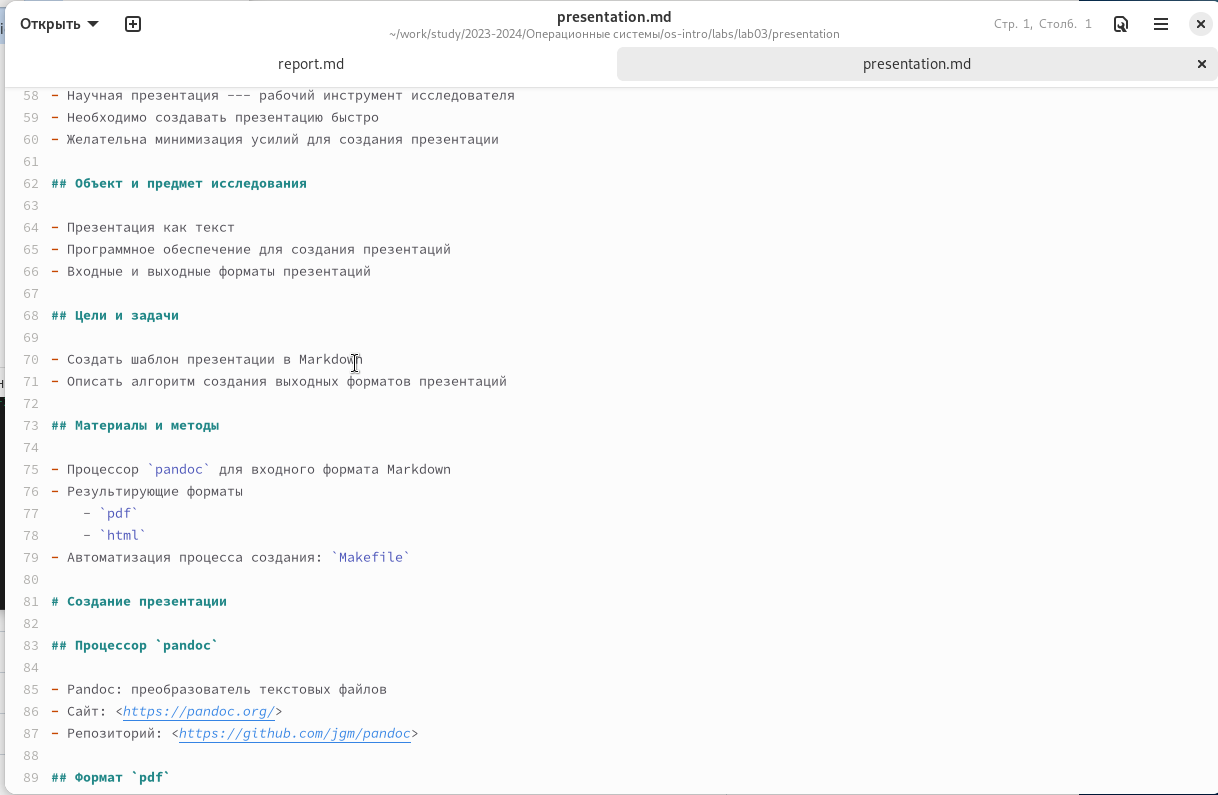 Открыть
presentation.md
~/work/study/2023-2024/Операционные системы/os-intro/labs/lab03/presentation
Стр. 1, Столб. 1
report.md
presentation.md
58 - Научная презентация --- рабочий инструмент исследователя
59 - Необходимо создавать презентацию быстро
60 - Желательна минимизация усилий для создания презентации
61
62 ## Объект и предмет исследования
63
64 - Презентация как текст
65 - Программное обеспечение для создания презентаций
66 - Входные и выходные форматы презентаций
67
68 ## Цели и задачи
69
70 - Создать шаблон презентации в Markdown
71 - Описать алгоритм создания выходных форматов презентаций
72
73 ## Материалы и методы
74
75 - Процессор `pandoc` для входного формата Markdown
76 - Результирующие форматы
77     - `pdf`
78     - `html`
79 - Автоматизация процесса создания: `Makefile`
80
81 # Создание презентации
82
83 ## Процессор `pandoc`
84
85 - Pandoc: преобразователь текстовых файлов
86 - Сайт: <https://pandoc.org/>
87 - Репозиторий: <https://github.com/jgm/pandoc>
88
89 ## Формат `pdf`